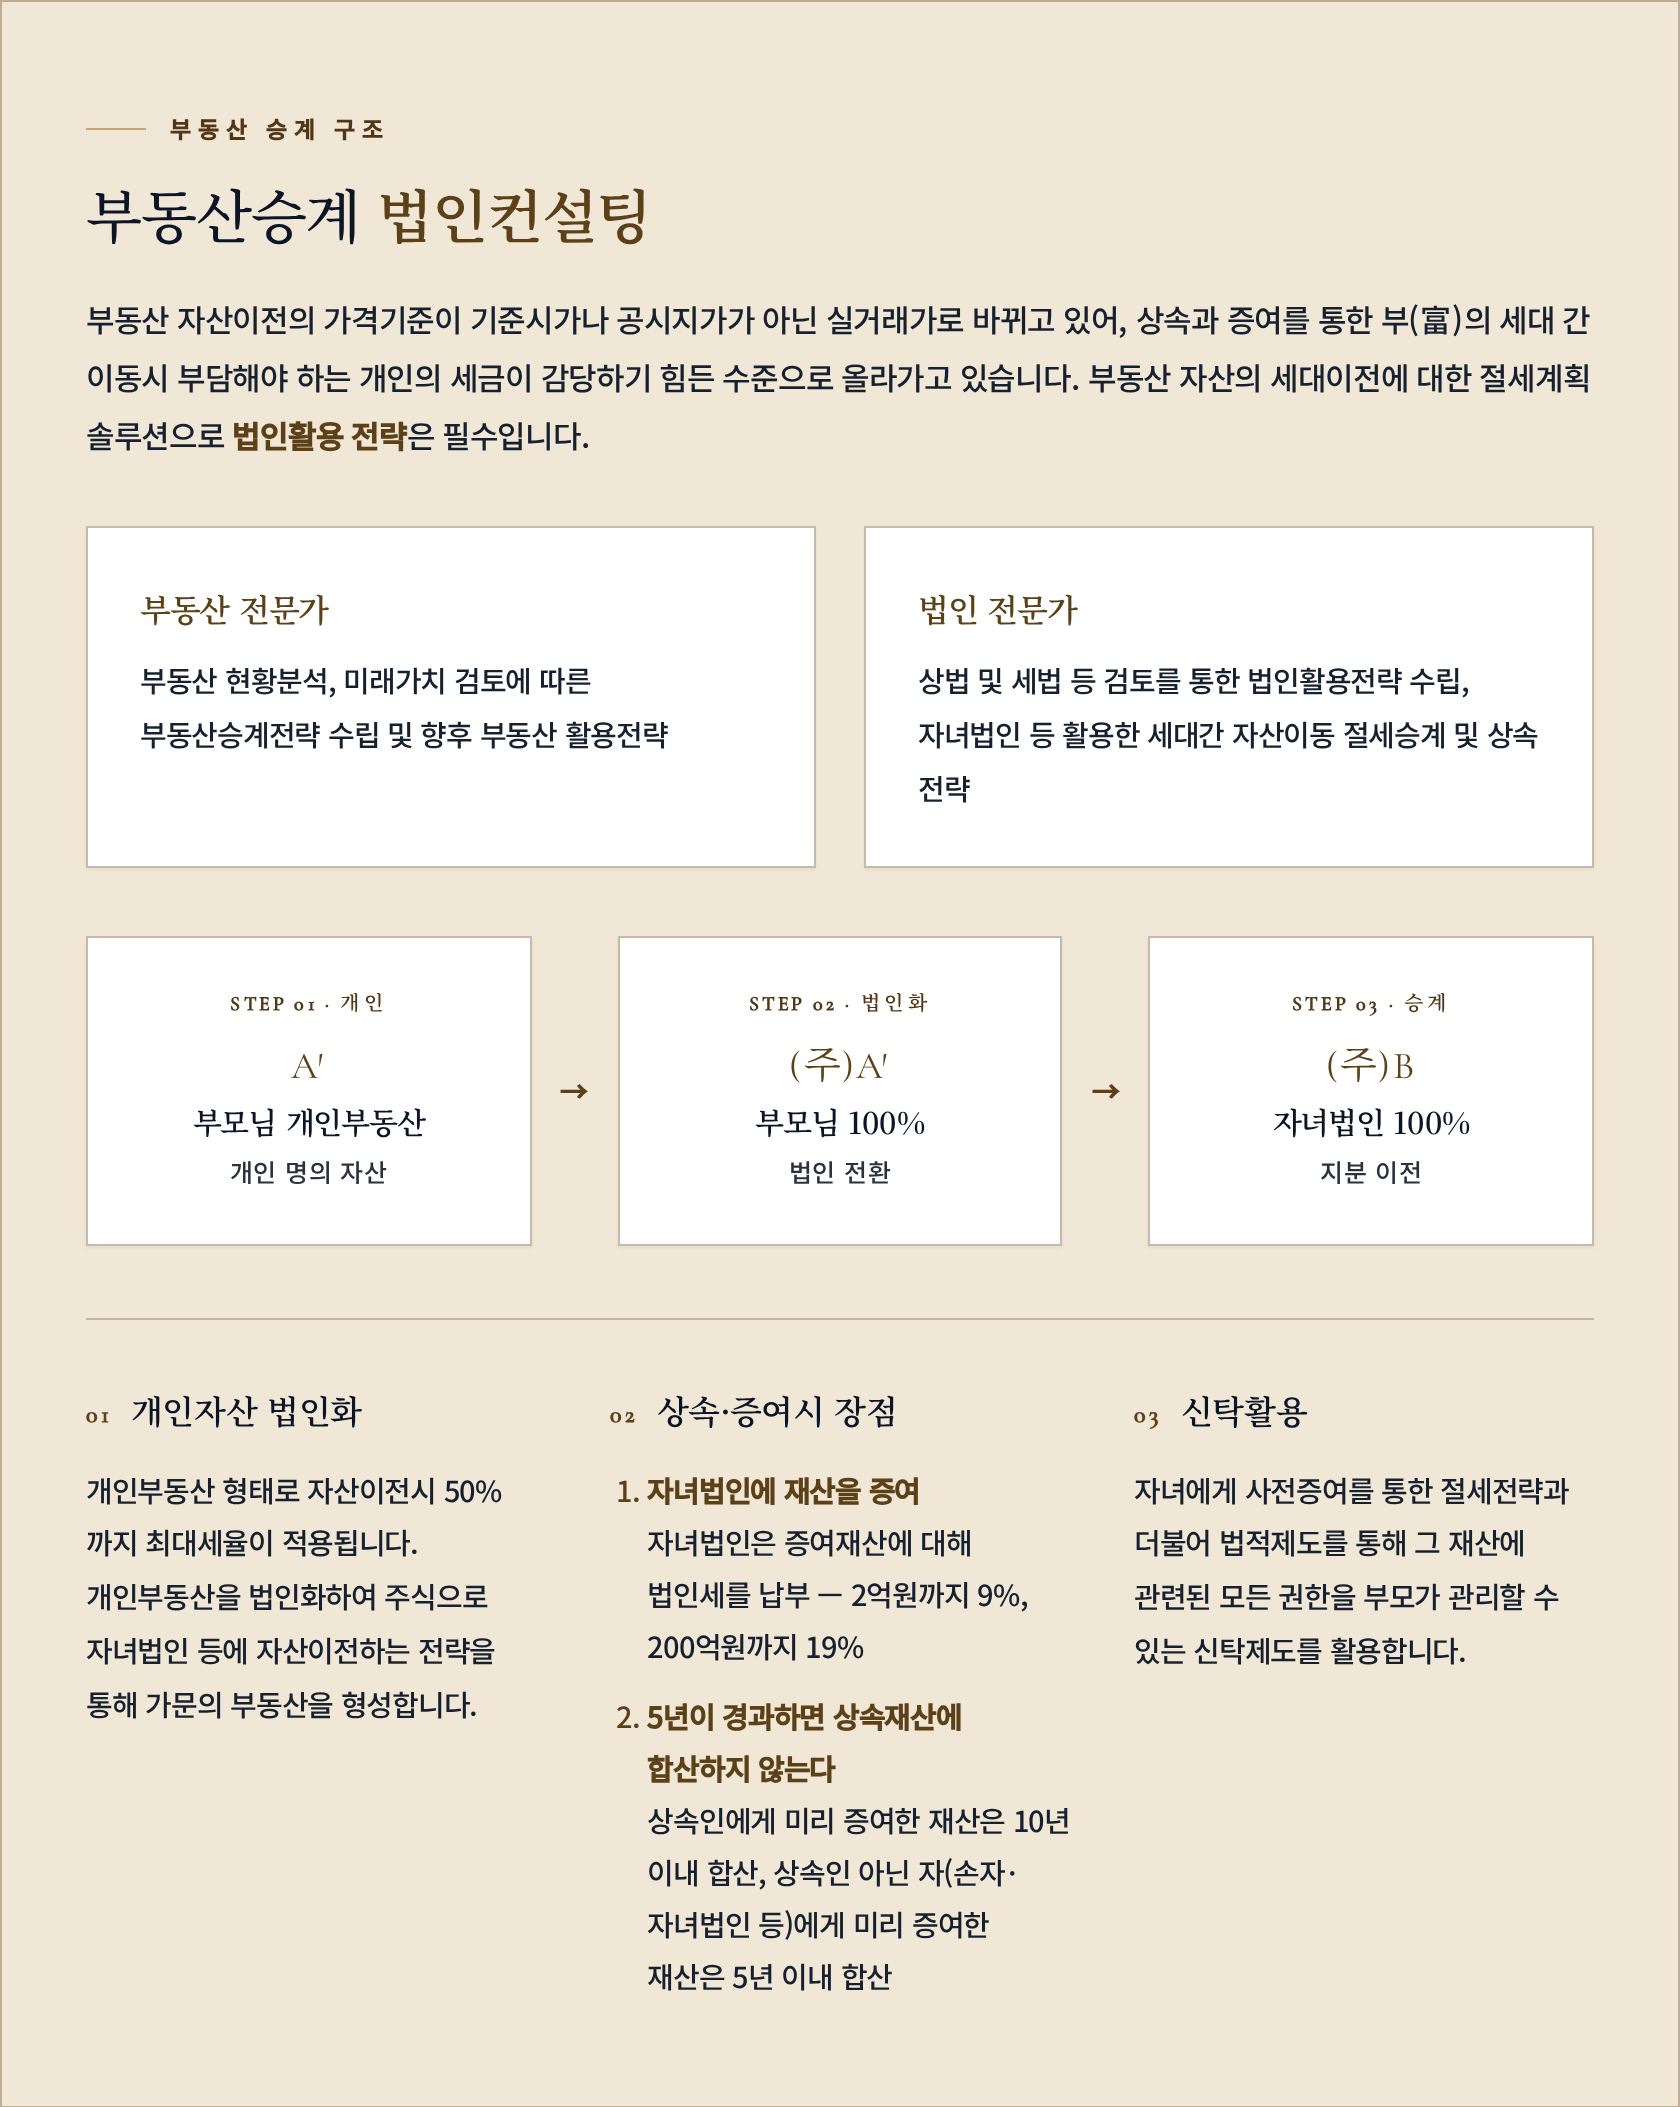 부동산 승계 구조
부동산승계 법인컨설팅
부동산 자산이전의 가격기준이 기준시가나 공시지가가 아닌 실거래가로 바뀌고 있어, 상속과 증여를 통한 부(富)의 세대 간
이동시 부담해야 하는 개인의 세금이 감당하기 힘든 수준으로 올라가고 있습니다. 부동산 자산의 세대이전에 대한 절세계획
솔루션으로 법인활용 전략은 필수입니다.
부동산 전문가
부동산 현황분석, 미래가치 검토에 따른
부동산승계전략 수립 및 향후 부동산 활용전략
법인 전문가
상법 및 세법 등 검토를 통한 법인활용전략 수립,
자녀법인 등 활용한 세대간 자산이동 절세승계 및 상속
전략
STEP 01 · 개인
A'
부모님 개인부동산
개인 명의 자산
→
STEP 02 · 법인화
(주)A'
부모님 100%
법인 전환
→
STEP 03 · 승계
(주)B
자녀법인 100%
지분 이전
01 개인자산 법인화
개인부동산 형태로 자산이전시 50%
까지 최대세율이 적용됩니다.
개인부동산을 법인화하여 주식으로
자녀법인 등에 자산이전하는 전략을
통해 가문의 부동산을 형성합니다.
02 상속·증여시 장점
1. 자녀법인에 재산을 증여
자녀법인은 증여재산에 대해
법인세를 납부 — 2억원까지 9%,
200억원까지 19%
2. 5년이 경과하면 상속재산에
합산하지 않는다
상속인에게 미리 증여한 재산은 10년
이내 합산, 상속인 아닌 자(손자·
자녀법인 등)에게 미리 증여한
재산은 5년 이내 합산
03 신탁활용
자녀에게 사전증여를 통한 절세전략과
더불어 법적제도를 통해 그 재산에
관련된 모든 권한을 부모가 관리할 수
있는 신탁제도를 활용합니다.